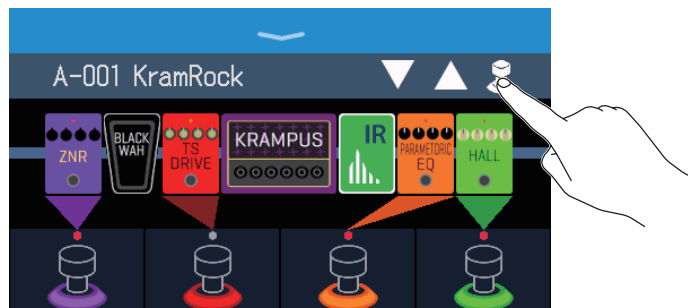 A-001 KramRock
ZNR
BLACK
WAH
TS
DRIVE
KRAMPUS
IR
PARAMETORIC
EQ
HALL